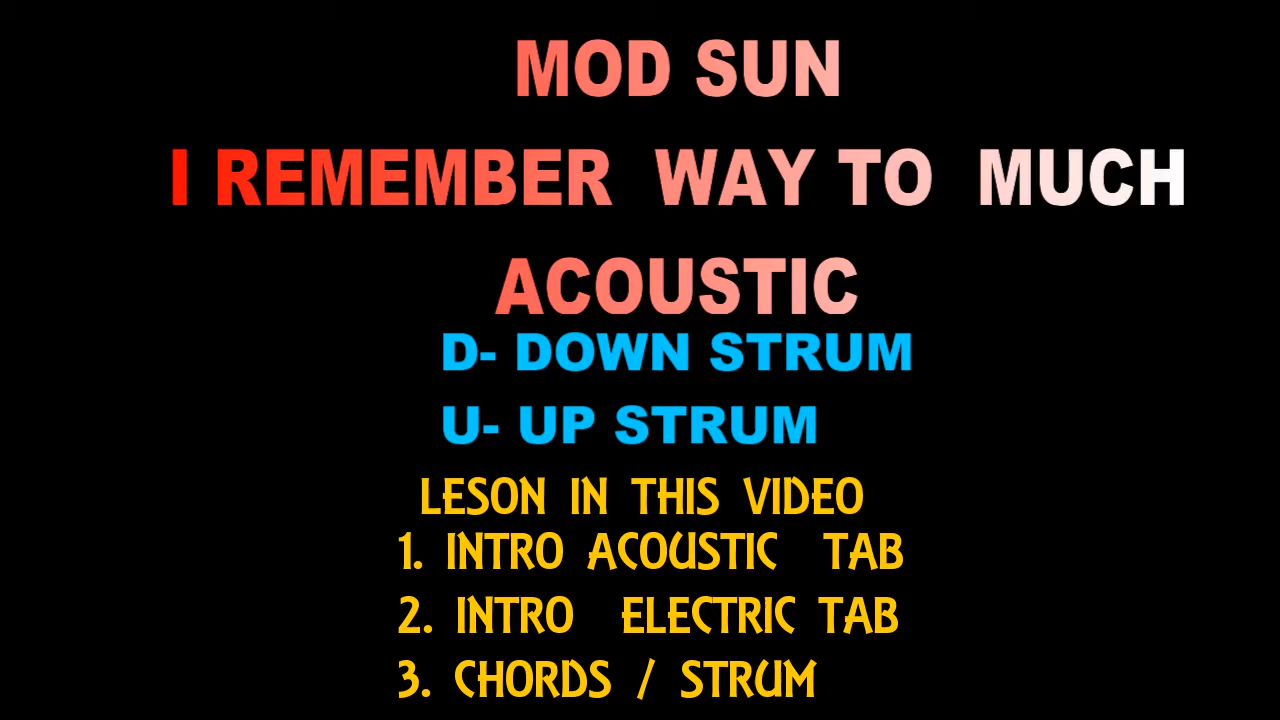 MOD SUN
I REMEMBER WAY TO MUCH
ACOUSTIC
D- DOWN STRUM
U- UP STRUM
LESON IN THIS VIDEO
1. INTRO ACOUSTIC TAB
2. INTRO ELECTRIC TAB
3. CHORDS / STRUM